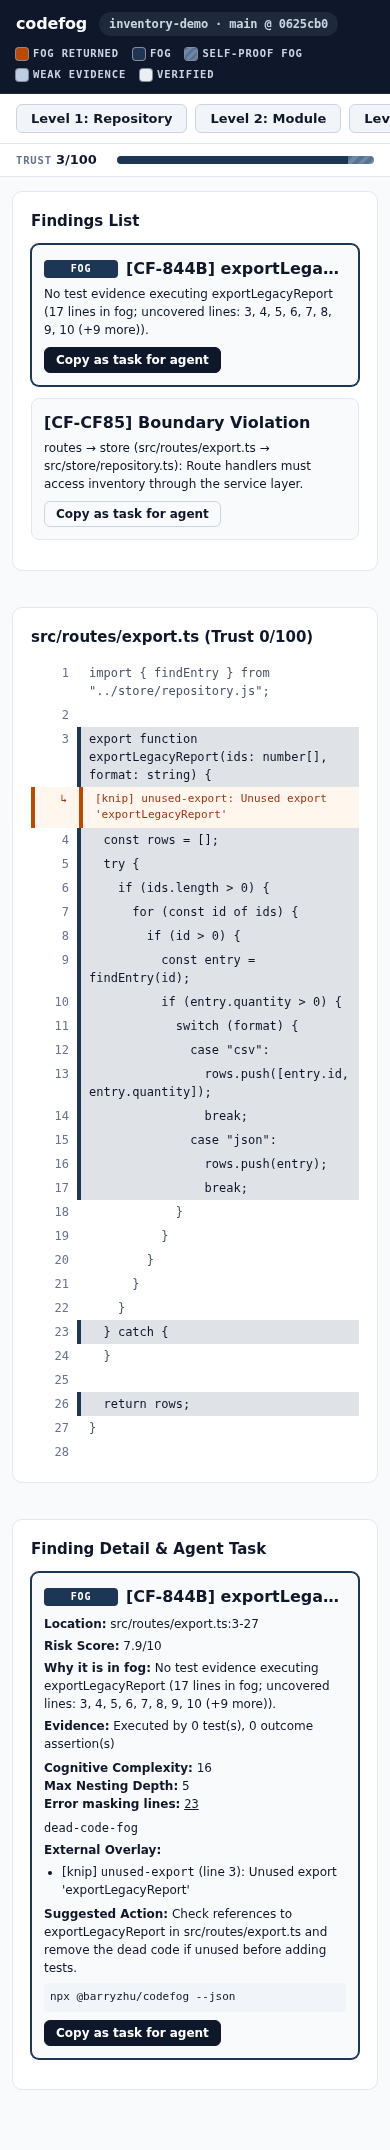 codefog inventory-demo · main @ 0625cb0
FOG RETURNED FOG SELF-PROOF FOG
WEAK EVIDENCE VERIFIED
Level 1: Repository Level 2: Module Lev
TRUST 3/100
Findings List
FOG [CF-844B] exportLega…
No test evidence executing exportLegacyReport
(17 lines in fog; uncovered lines: 3, 4, 5, 6, 7, 8,
9, 10 (+9 more)).
Copy as task for agent
[CF-CF85] Boundary Violation
routes → store (src/routes/export.ts →
src/store/repository.ts): Route handlers must
access inventory through the service layer.
Copy as task for agent
src/routes/export.ts (Trust 0/100)
1 import { findEntry } from
"../store/repository.js";
2
3 export function
exportLegacyReport(ids: number[],
format: string) {
↳ [knip] unused-export: Unused export
'exportLegacyReport'
4 const rows = [];
5 try {
6 if (ids.length > 0) {
7 for (const id of ids) {
8 if (id > 0) {
9 const entry =
findEntry(id);
10 if (entry.quantity > 0) {
11 switch (format) {
12 case "csv":
13 rows.push([entry.id,
entry.quantity]);
14 break;
15 case "json":
16 rows.push(entry);
17 break;
18 }
19 }
20 }
21 }
22 }
23 } catch {
24 }
25
26 return rows;
27 }
28
Finding Detail & Agent Task
FOG [CF-844B] exportLega…
Location: src/routes/export.ts:3-27
Risk Score: 7.9/10
Why it is in fog: No test evidence executing
exportLegacyReport (17 lines in fog; uncovered
lines: 3, 4, 5, 6, 7, 8, 9, 10 (+9 more)).
Evidence: Executed by 0 test(s), 0 outcome
assertion(s)
Cognitive Complexity: 16
Max Nesting Depth: 5
Error masking lines: 23
dead-code-fog
External Overlay:
• [knip] unused-export (line 3): Unused export
'exportLegacyReport'
Suggested Action: Check references to
exportLegacyReport in src/routes/export.ts and
remove the dead code if unused before adding
tests.
npx @barryzhu/codefog --json
Copy as task for agent